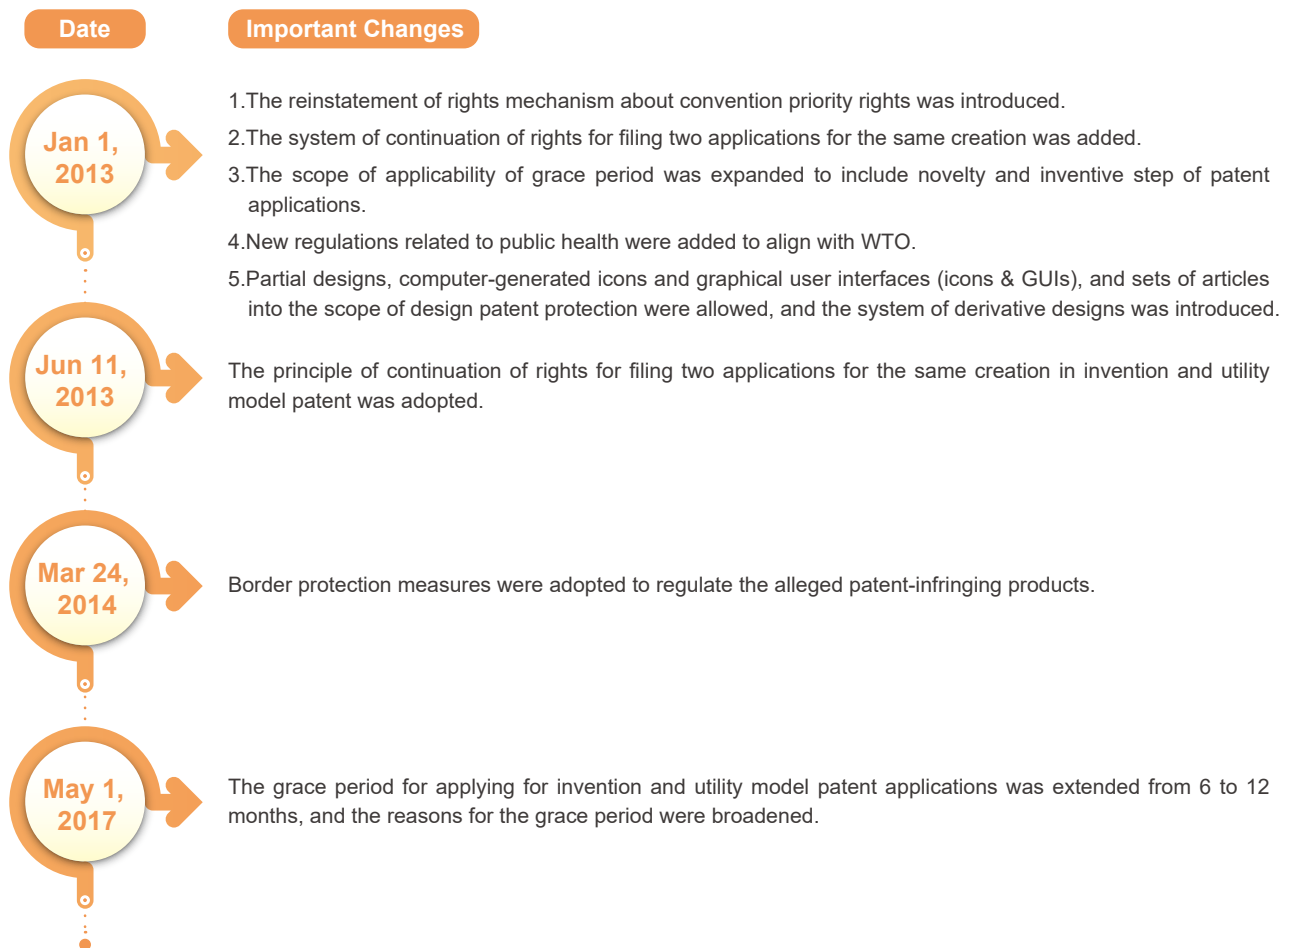 Date
Important Changes
Jan 1,
2013
1.The reinstatement of rights mechanism about convention priority rights was introduced.
2.The system of continuation of rights for filing two applications for the same creation was added.
3.The scope of applicability of grace period was expanded to include novelty and inventive step of patent
applications.
4.New regulations related to public health were added to align with WTO.
5.Partial designs, computer-generated icons and graphical user interfaces (icons & GUIs), and sets of articles
into the scope of design patent protection were allowed, and the system of derivative designs was introduced.
Jun 11,
2013
The principle of continuation of rights for filing two applications for the same creation in invention and utility
model patent was adopted.
Mar 24,
2014
Border protection measures were adopted to regulate the alleged patent-infringing products.
May 1,
2017
The grace period for applying for invention and utility model patent applications was extended from 6 to 12
months, and the reasons for the grace period were broadened.